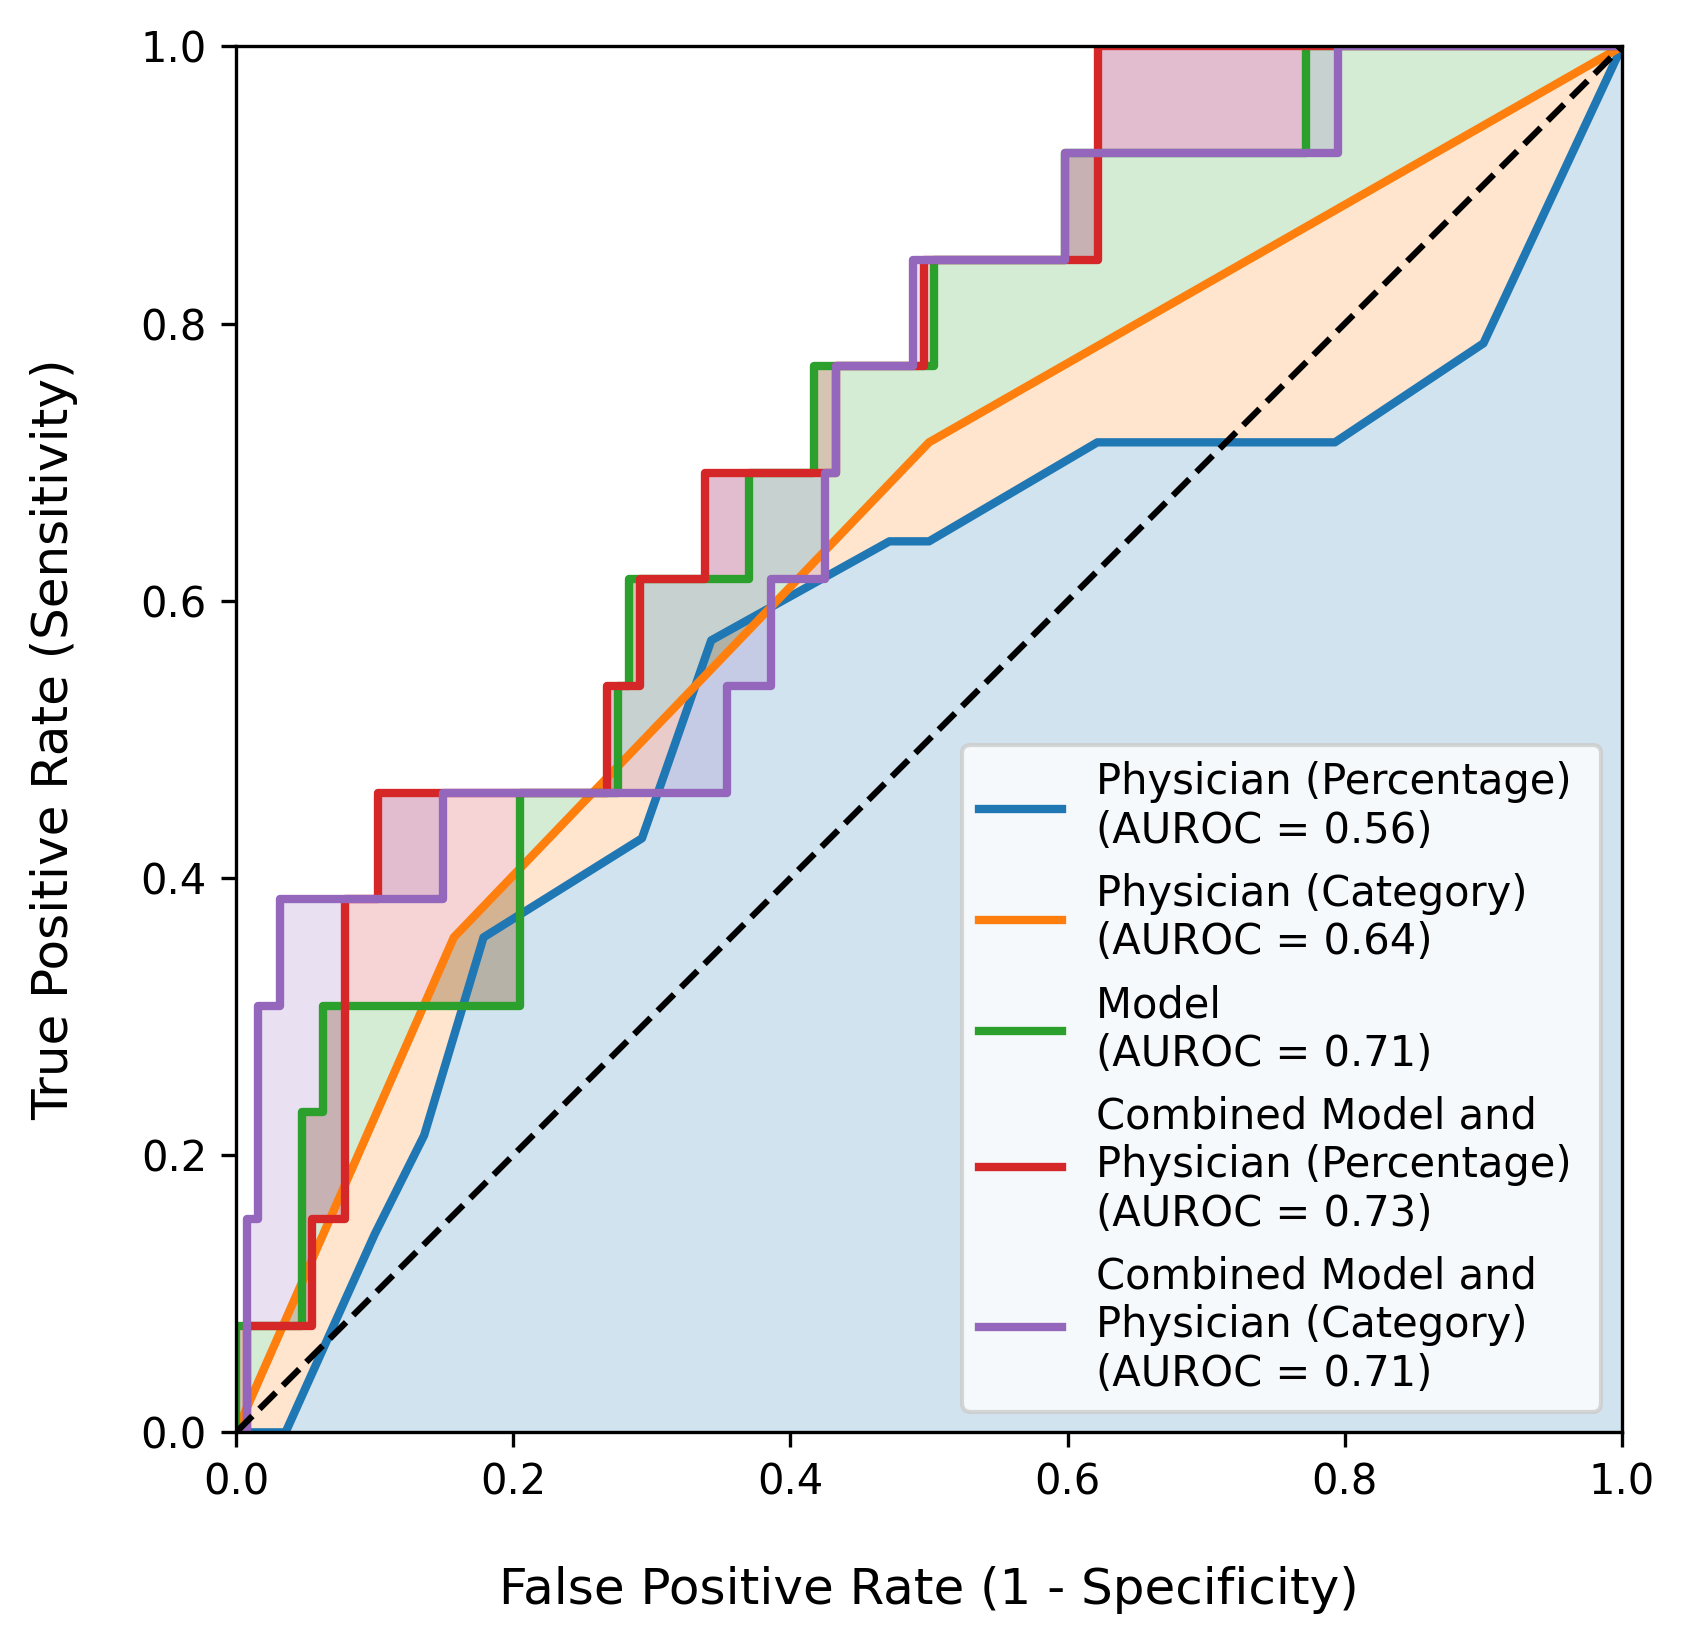 1.0
0.8
0.6
0.4
0.2
0.0
True Positive Rate (Sensitivity)
Physician (Percentage)
(AUROC = 0.56)
Physician (Category)
(AUROC = 0.64)
Model
(AUROC = 0.71)
Combined Model and
Physician (Percentage)
(AUROC = 0.73)
Combined Model and
Physician (Category)
(AUROC = 0.71)
0.0 0.2 0.4 0.6 0.8 1.0
False Positive Rate (1 - Specificity)